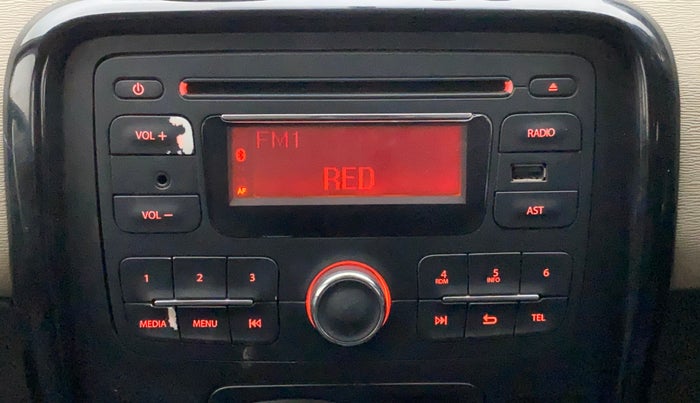 VOL +
FM1
RADIO
RED
AF
VOL −
AST
1 2 3
4 RDM 5 INFO 6
MEDIA MENU
TEL